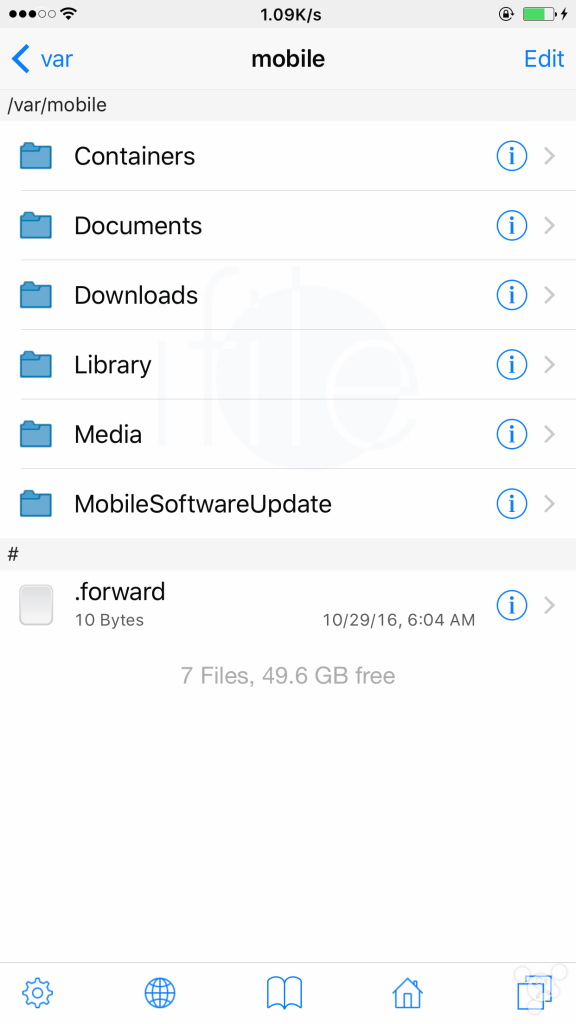 1.09K/s
var
mobile
Edit
/var/mobile
Containers
Documents
Downloads
Library
Media
MobileSoftwareUpdate
#
.forward
10 Bytes
10/29/16, 6:04 AM
7 Files, 49.6 GB free
ifile